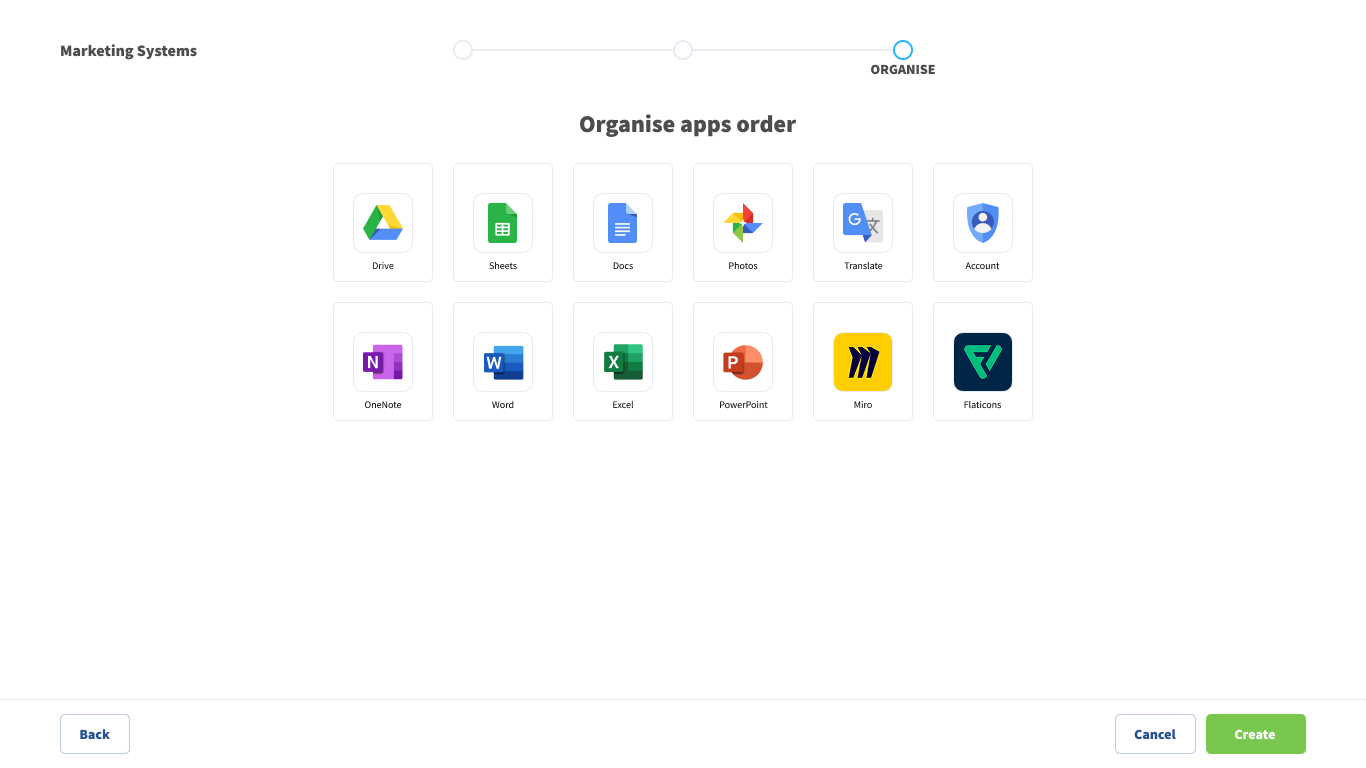 Marketing Systems
ORGANISE
Organise apps order
Drive
Sheets
Docs
Photos
G 文
Translate
Account
N
W
X
P
OneNote
Word
Excel
PowerPoint
Miro
Flaticons
Back
Cancel
Create